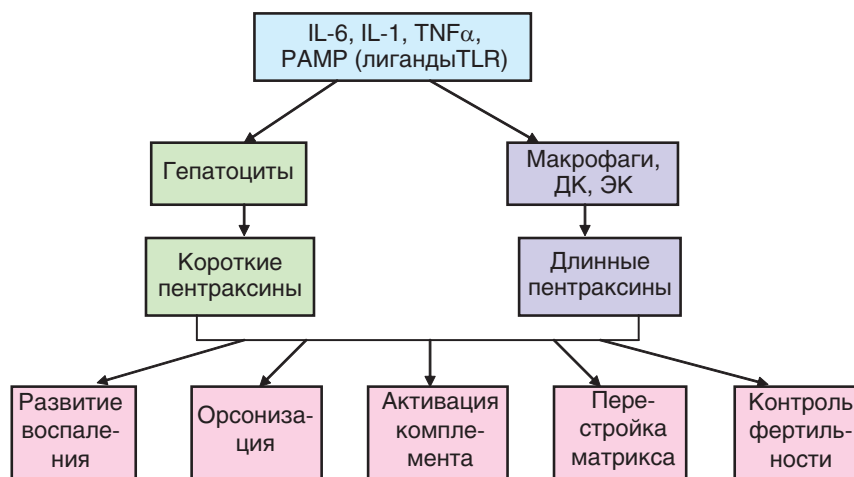 IL-6, IL-1, TNFα,
PAMP (лигандыTLR)
Гепатоциты
Макрофаги,
ДК, ЭК
Короткие
пентраксины
Длинные
пентраксины
Развитие
воспале-
ния
Орсониза-
ция
Активация
компле-
мента
Пере-
стройка
матрикса
Контроль
фертиль-
ности